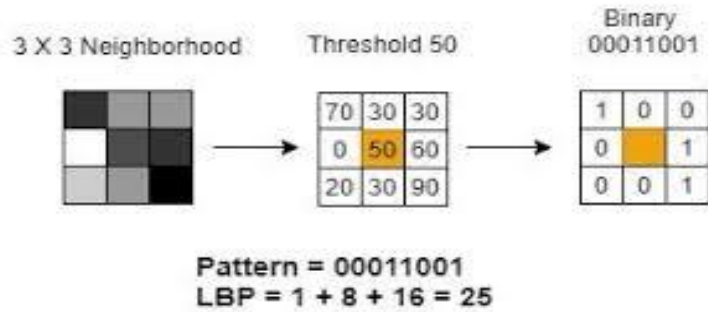 3 X 3 Neighborhood
Threshold 50
Binary
00011001
70 30 30
0 50 60
20 30 90
1 0 0
0 1
0 0 1
Pattern = 00011001
LBP = 1 + 8 + 16 = 25